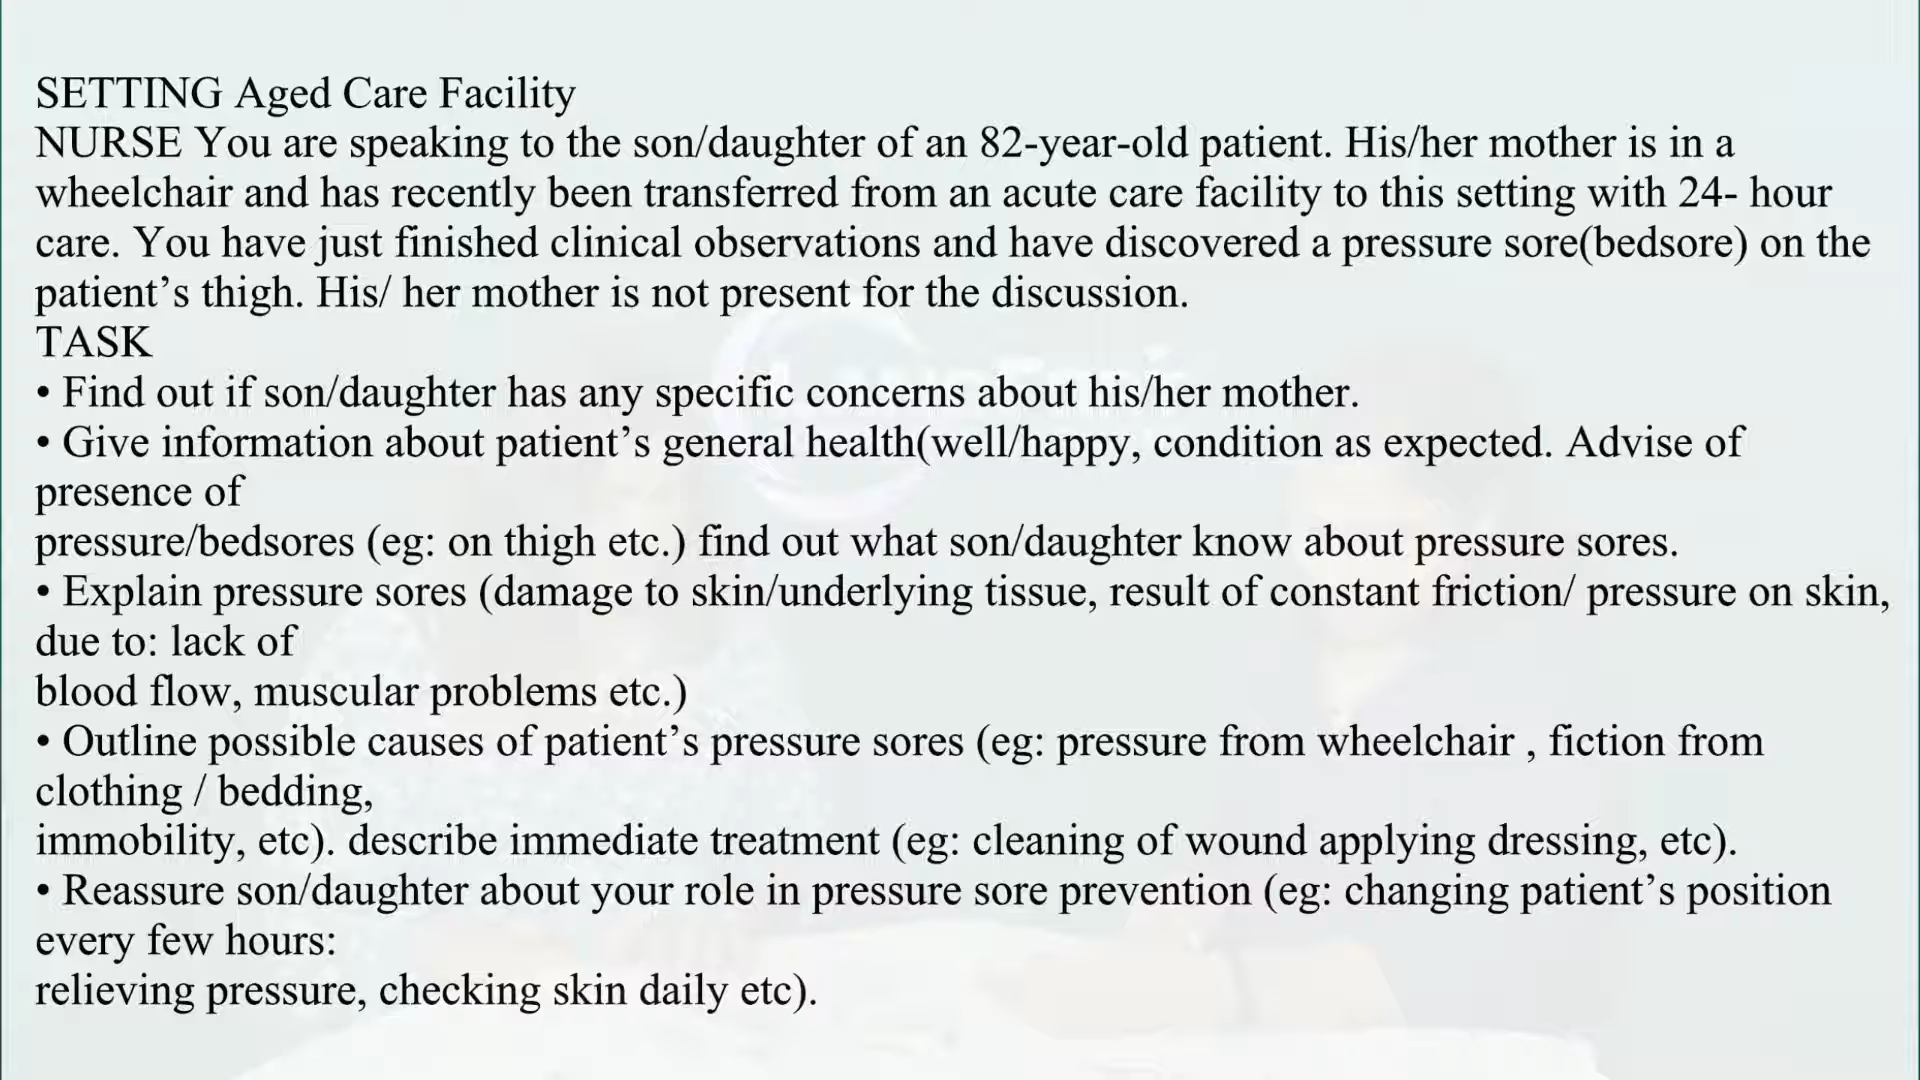 SETTING Aged Care Facility
NURSE You are speaking to the son/daughter of an 82-year-old patient. His/her mother is in a
wheelchair and has recently been transferred from an acute care facility to this setting with 24- hour
care. You have just finished clinical observations and have discovered a pressure sore(bedsore) on the
patient’s thigh. His/ her mother is not present for the discussion.
TASK
• Find out if son/daughter has any specific concerns about his/her mother.
• Give information about patient’s general health(well/happy, condition as expected. Advise of
presence of
pressure/bedsores (eg: on thigh etc.) find out what son/daughter know about pressure sores.
• Explain pressure sores (damage to skin/underlying tissue, result of constant friction/ pressure on skin,
due to: lack of
blood flow, muscular problems etc.)
• Outline possible causes of patient’s pressure sores (eg: pressure from wheelchair , fiction from
clothing / bedding,
immobility, etc). describe immediate treatment (eg: cleaning of wound applying dressing, etc).
• Reassure son/daughter about your role in pressure sore prevention (eg: changing patient’s position
every few hours:
relieving pressure, checking skin daily etc).